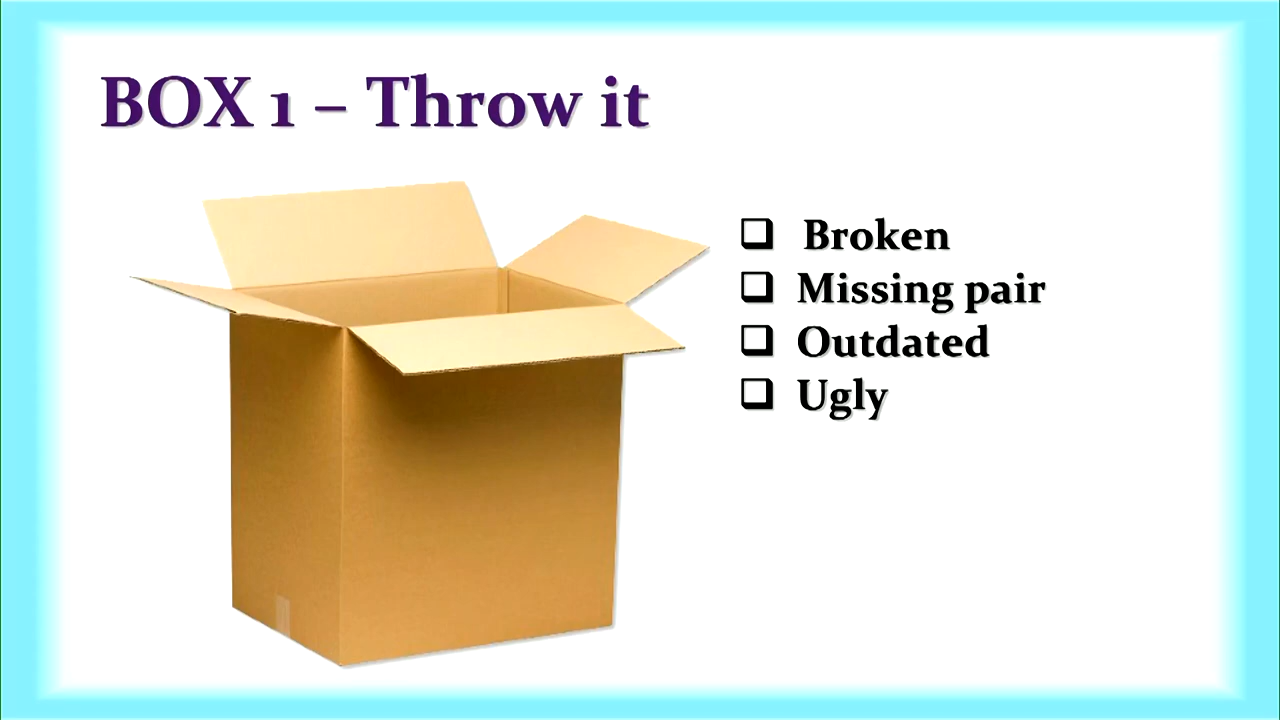 BOX 1 – Throw it
❑ Broken
❑ Missing pair
❑ Outdated
❑ Ugly